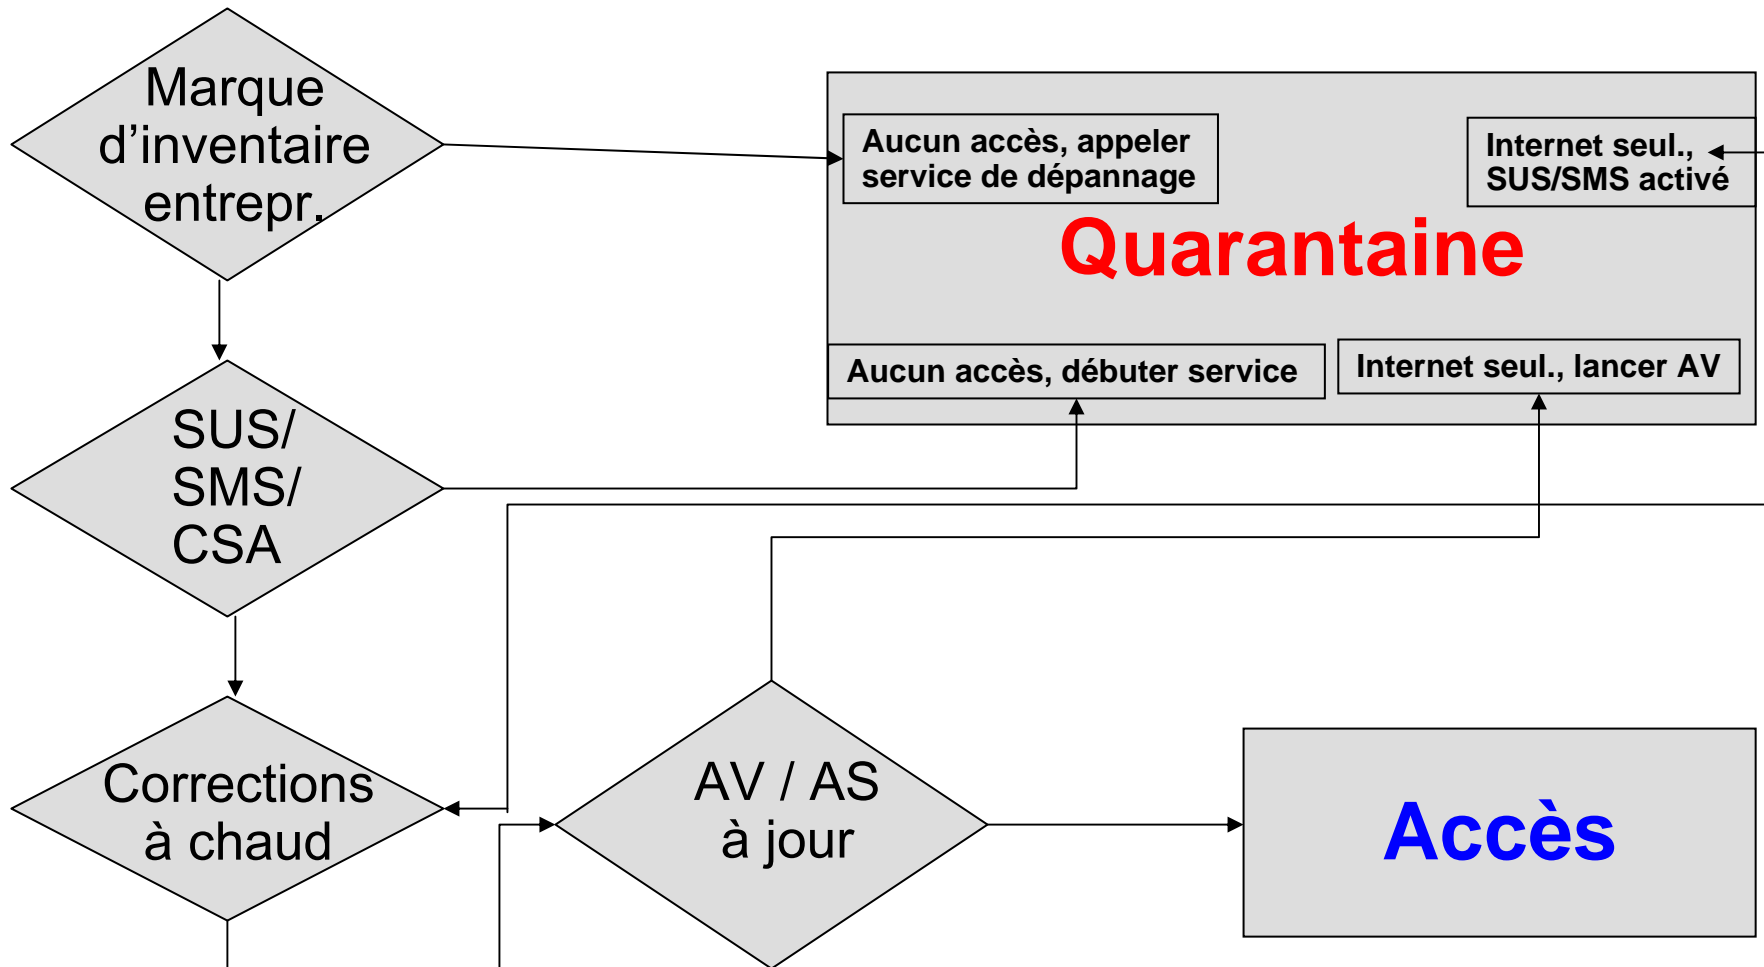 Marque
d’inventaire
entrepr.
Aucun accès, appeler
service de dépannage
Internet seul.,
SUS/SMS activé
Quarantaine
Aucun accès, débuter service
Internet seul., lancer AV
SUS/
SMS/
CSA
Corrections
à chaud
AV / AS
à jour
Accès